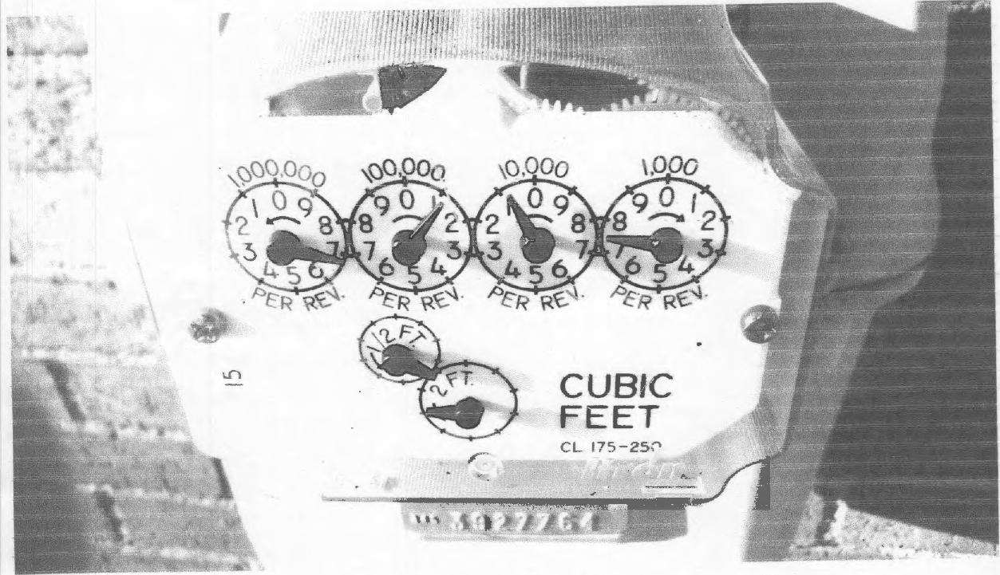 1,000,000 100,000 10,000 1,000
0 9 8 7 6 5 4 3 2 1
0 1 2 3 4 5 6 7 8 9
0 9 8 7 6 5 4 3 2 1
0 1 2 3 4 5 6 7 8 9
PER REV. PER REV. PER REV. PER REV.
1/2 FT.
2 FT.
15
CUBIC
FEET
CL 175-250
3927764